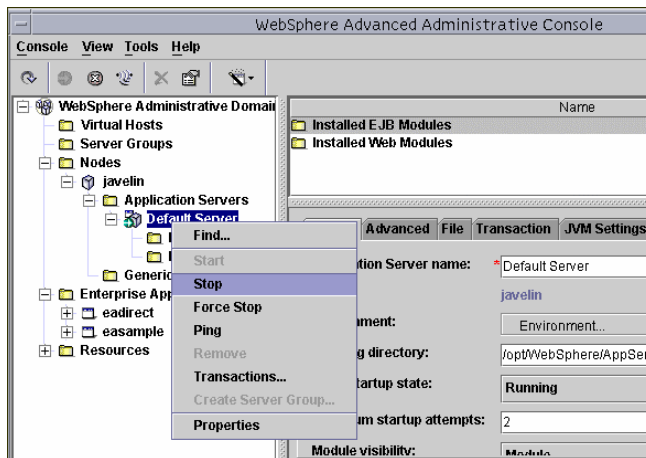 WebSphere Advanced Administrative Console
Console View Tools Help
WebSphere Administrative Domai
Virtual Hosts
Server Groups
Nodes
javelin
Application Servers
Default Server
Generic
Enterprise App
eadirect
easample
Resources
Find...
Start
Stop
Force Stop
Ping
Remove
Transactions...
Create Server Group...
Properties
Name
Installed EJB Modules
Installed Web Modules
Advanced File Transaction JVM Settings
tion Server name: *Default Server
javelin
ment: Environment...
g directory: /opt/WebSphere/AppSer
tartup state: Running
um startup attempts: 2
Module visibility: Module